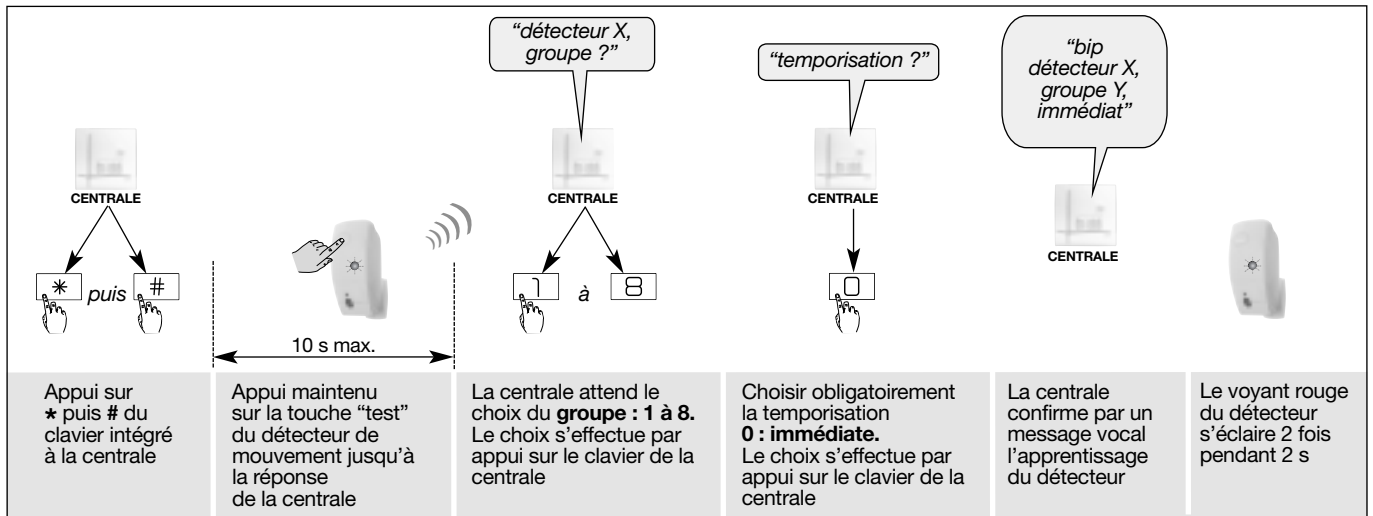 “détecteur X,
groupe ?”
“temporisation ?”
“bip
détecteur X,
groupe Y,
immédiat”
CENTRALE
CENTRALE
CENTRALE
CENTRALE
* puis #
10 s max.
1 à 8
0
Appui sur
* puis # du
clavier intégré
à la centrale
Appui maintenu
sur la touche “test”
du détecteur de
mouvement jusqu’à
la réponse
de la centrale
La centrale attend le
choix du groupe : 1 à 8.
Le choix s’effectue par
appui sur le clavier de la
centrale
Choisir obligatoirement
la temporisation
0 : immédiate.
Le choix s’effectue par
appui sur le clavier de la
centrale
La centrale
confirme par un
message vocal
l’apprentissage
du détecteur
Le voyant rouge
du détecteur
s’éclaire 2 fois
pendant 2 s